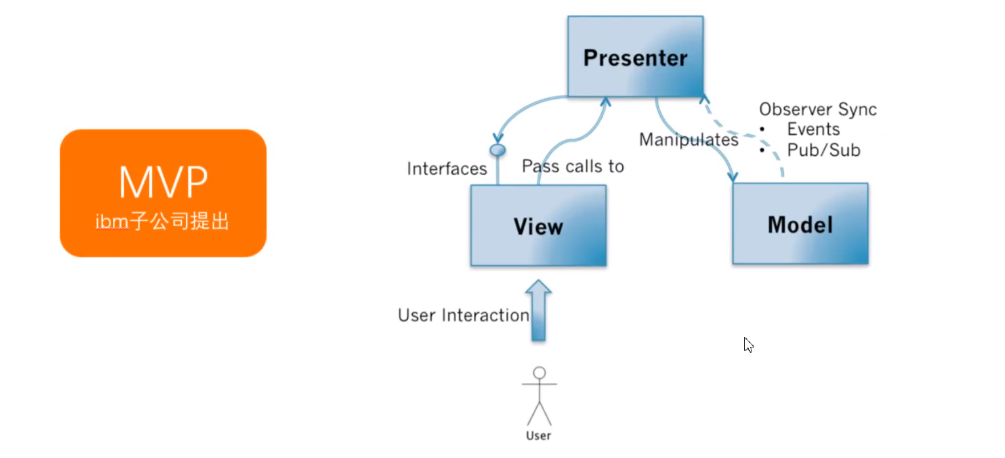 MVP
ibm子公司提出
Presenter
Observer Sync
• Events
• Pub/Sub
Manipulates
Interfaces
Pass calls to
View
Model
User Interaction
User